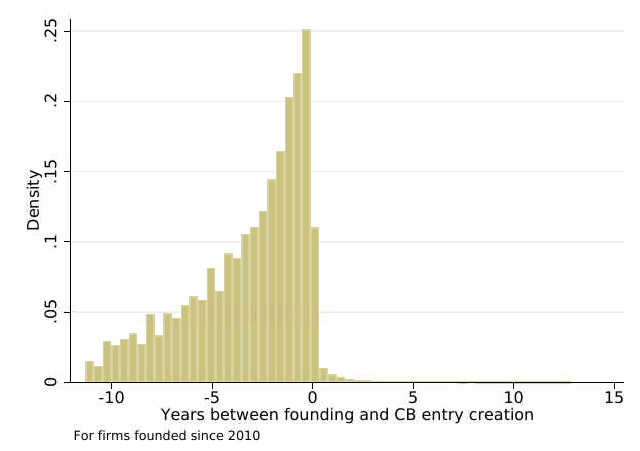 .25
.2
.15
.1
.05
0
Density
-10 -5 0 5 10 15
Years between founding and CB entry creation
For firms founded since 2010